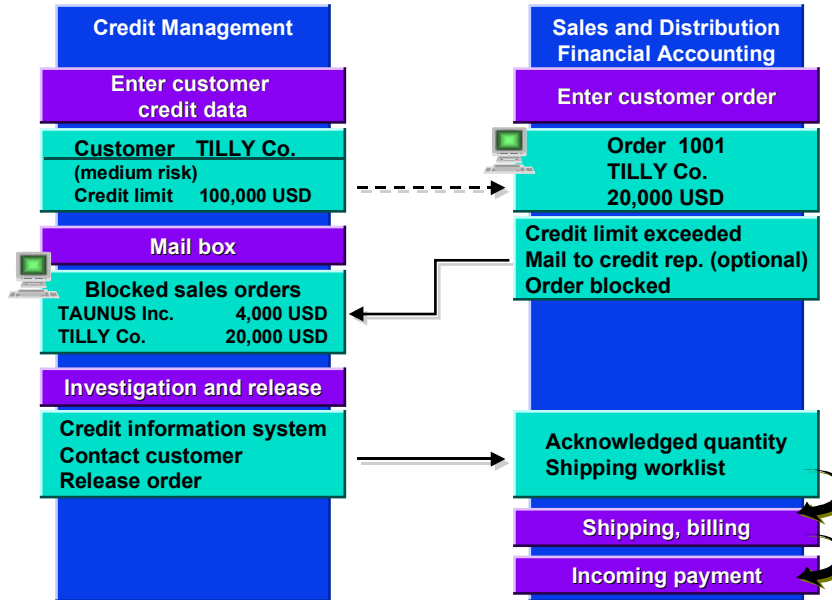 Credit Management
Enter customer
credit data
Customer TILLY Co.
(medium risk)
Credit limit 100,000 USD
Mail box
Blocked sales orders
TAUNUS Inc. 4,000 USD
TILLY Co. 20,000 USD
Investigation and release
Credit information system
Contact customer
Release order
Sales and Distribution
Financial Accounting
Enter customer order
Order 1001
TILLY Co.
20,000 USD
Credit limit exceeded
Mail to credit rep. (optional)
Order blocked
Acknowledged quantity
Shipping worklist
Shipping, billing
Incoming payment